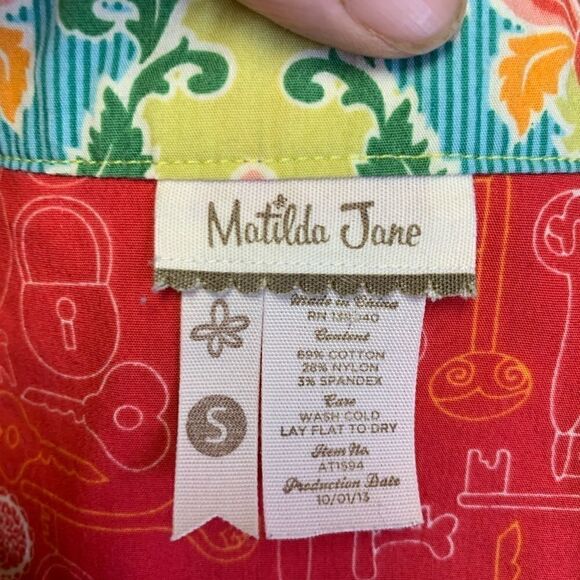 Matilda Jane
Made in China
RN 139340
Content
69% COTTON
28% NYLON
3% SPANDEX
Care
WASH COLD
LAY FLAT TO DRY
Item No.
AT1594
Production Date
10/01/13
S